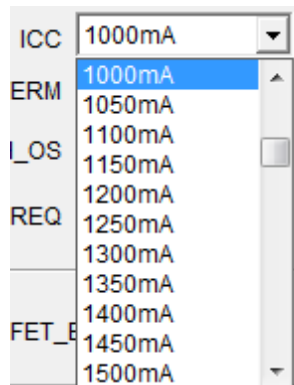 ICC 1000mA
1000mA
ERM 1050mA
1100mA
_OS 1150mA
1200mA
REQ 1250mA
1300mA
1350mA
1400mA
FET_E 1450mA
1500mA